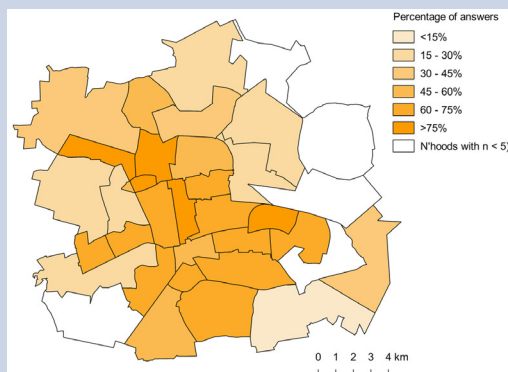 Percentage of answers
<15%
15 - 30%
30 - 45%
45 - 60%
60 - 75%
>75%
N'hoods with n < 5)
0 1 2 3 4 km